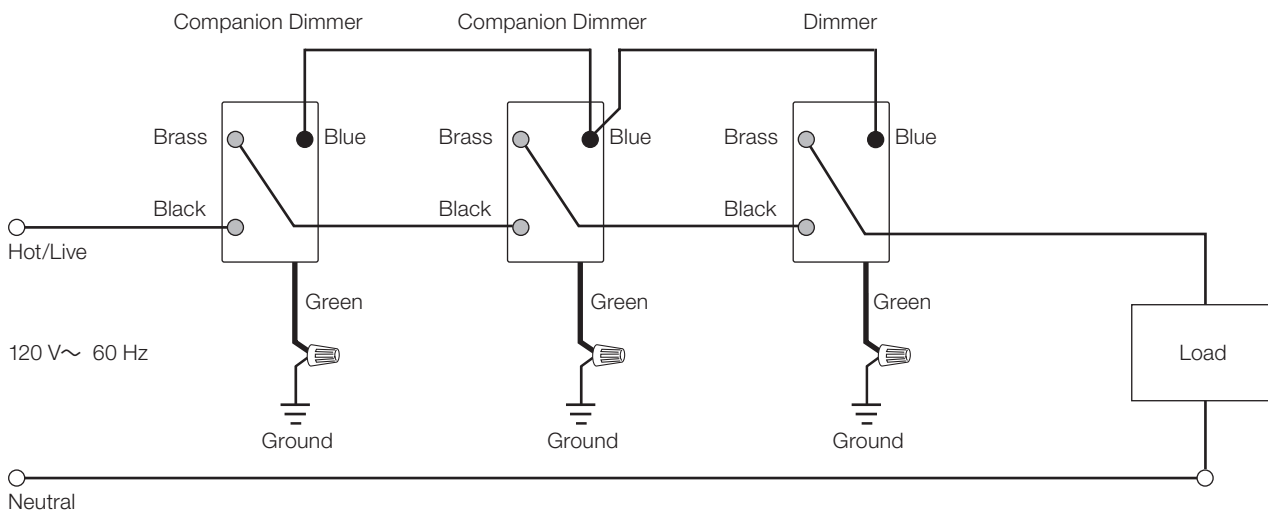 Companion Dimmer
Companion Dimmer
Dimmer
Brass
Blue
Brass
Blue
Brass
Blue
Black
Black
Black
Hot/Live
Green
Green
Green
120 V~ 60 Hz
Load
Ground
Ground
Ground
Neutral